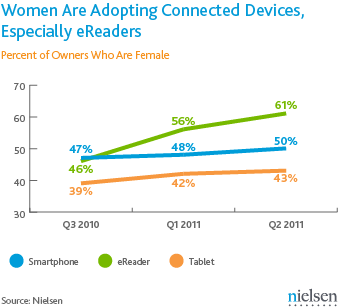 Women Are Adopting Connected Devices,
Especially eReaders
Percent of Owners Who Are Female
70
60
50
40
30
47%
46%
39%
56%
48%
42%
61%
50%
43%
Q3 2010 Q1 2011 Q2 2011
Smartphone eReader Tablet
Source: Nielsen
nielsen